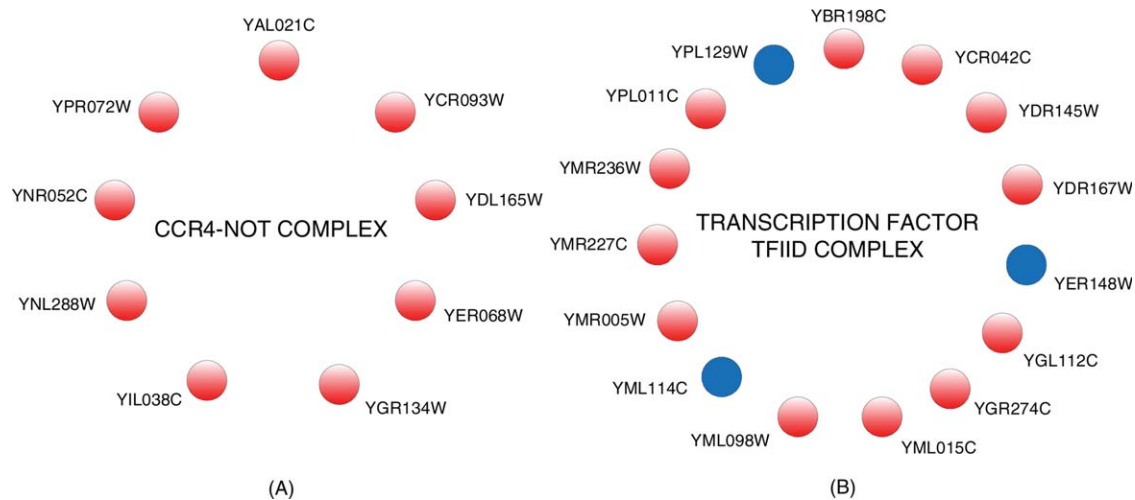 YAL021C
YPR072W
YCR093W
YNR052C
YDL165W
CCR4-NOT COMPLEX
YNL288W
YER068W
YIL038C
YGR134W
(A)
YBR198C
YPL129W
YCR042C
YPL011C
YDR145W
YMR236W
YDR167W
TRANSCRIPTION FACTOR
TFIID COMPLEX
YMR227C
YER148W
YMR005W
YGL112C
YML114C
YGR274C
YML098W
YML015C
(B)